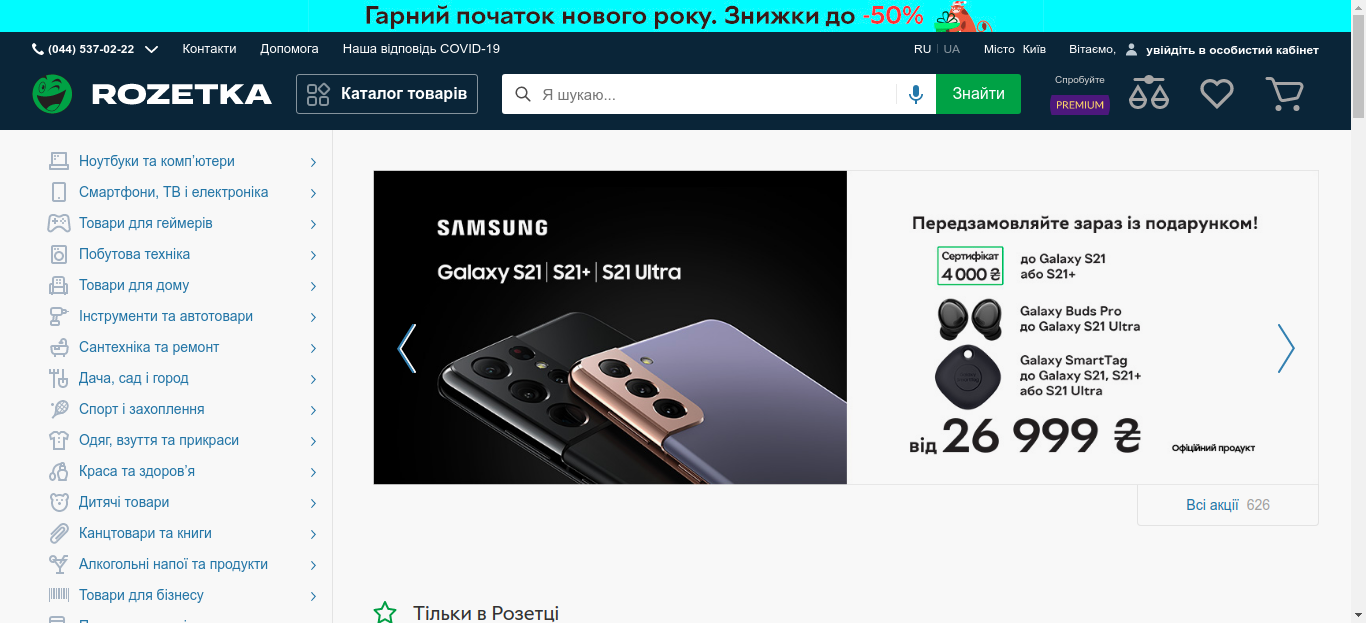 Гарний початок нового року. Знижки до -50%
(044) 537-02-22
Контакти
Допомога
Наша відповідь COVID-19
RU | UA
Місто Київ
Вітаємо, увійдіть в особистий кабінет
ROZETKA
Каталог товарів
Я шукаю...
Знайти
Спробуйте
PREMIUM
Ноутбуки та комп'ютери
Смартфони, ТВ і електроніка
Товари для геймерів
Побутова техніка
Товари для дому
Інструменти та автотовари
Сантехніка та ремонт
Дача, сад і город
Спорт і захоплення
Одяг, взуття та прикраси
Краса та здоров'я
Дитячі товари
Канцтовари та книги
Алкогольні напої та продукти
Товари для бізнесу
SAMSUNG
Galaxy S21 | S21+ | S21 Ultra
Передзамовляйте зараз із подарунком!
Сертифікат
4 000 ₴
до Galaxy S21
або S21+
Galaxy Buds Pro
до Galaxy S21 Ultra
Galaxy SmartTag
до Galaxy S21, S21+
або S21 Ultra
від 26 999 ₴
Офіційний продукт
Всі акції 626
Тільки в Розетці